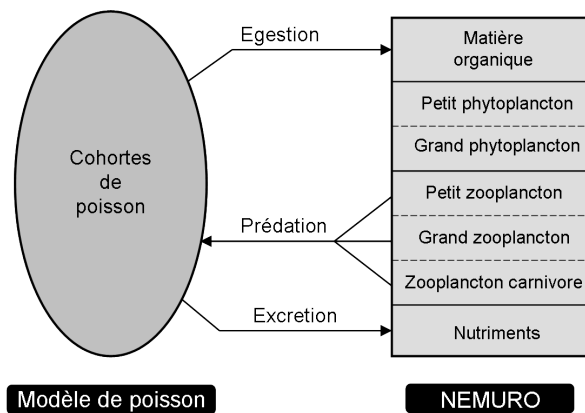 Egestion
Matière
organique
Petit phytoplancton
Grand phytoplancton
Cohortes
de
poisson
Petit zooplancton
Prédation
Grand zooplancton
Zooplancton carnivore
Excretion
Nutriments
Modèle de poisson
NEMURO